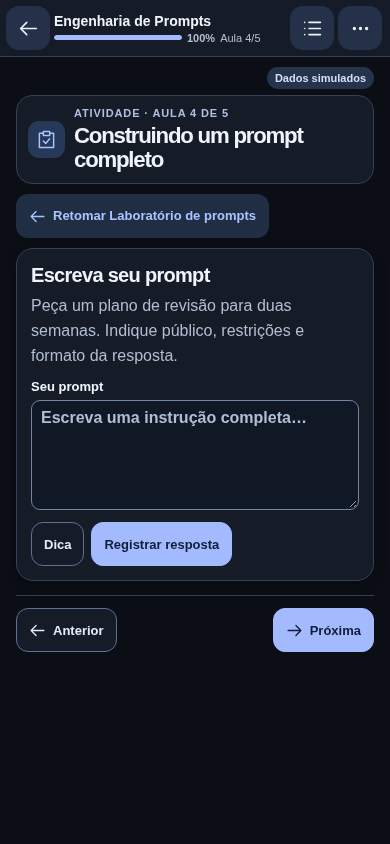 Engenharia de Prompts
100% Aula 4/5
Dados simulados
ATIVIDADE · AULA 4 DE 5
Construindo um prompt
completo
Retomar Laboratório de prompts
Escreva seu prompt
Peça um plano de revisão para duas
semanas. Indique público, restrições e
formato da resposta.
Seu prompt
Escreva uma instrução completa…
Dica
Registrar resposta
Anterior
Próxima